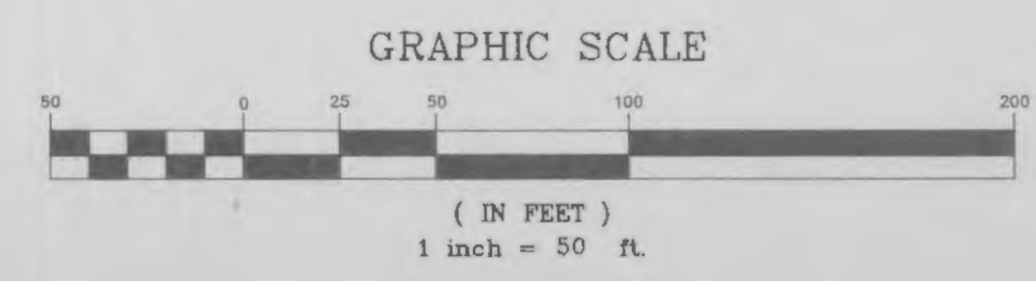 GRAPHIC SCALE
50 0 25 50 100 200
( IN FEET )
1 inch = 50 ft.